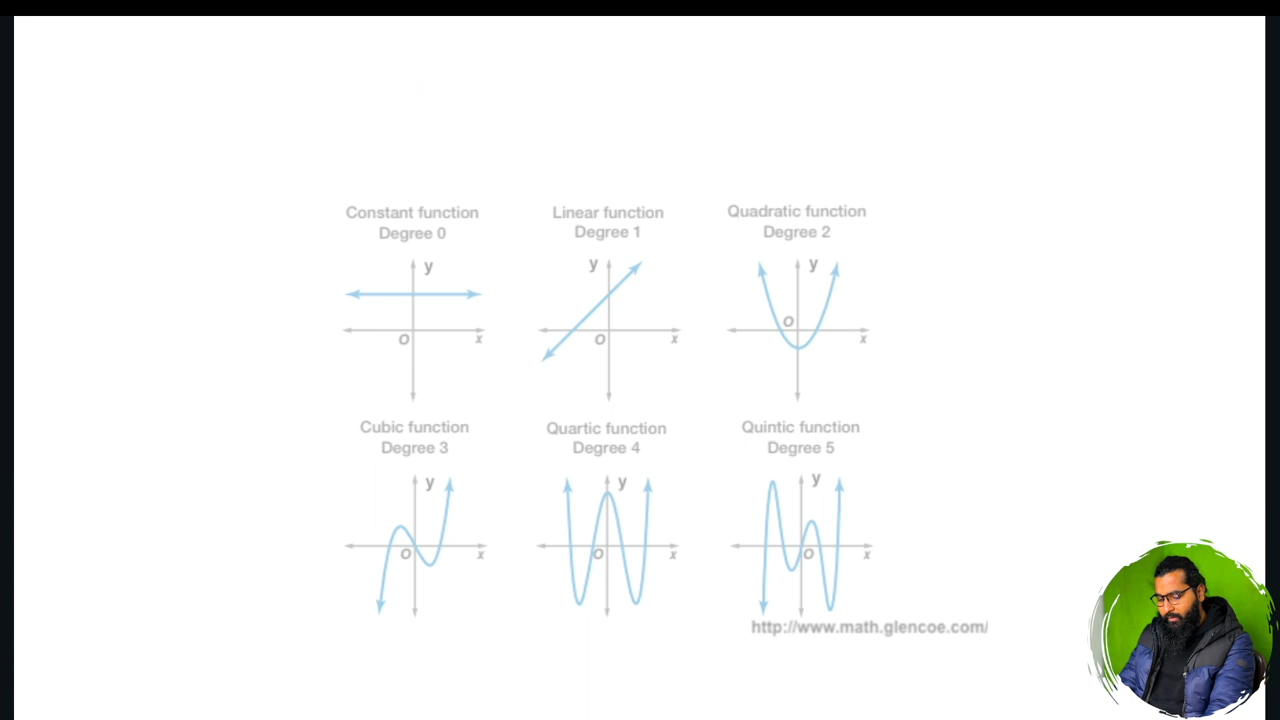 Constant function
Degree 0
Linear function
Degree 1
Quadratic function
Degree 2
y
O
x
y
O
x
y
O
x
Cubic function
Degree 3
Quartic function
Degree 4
Quintic function
Degree 5
y
O
x
y
O
x
y
O
x
http://www.math.glencoe.com/